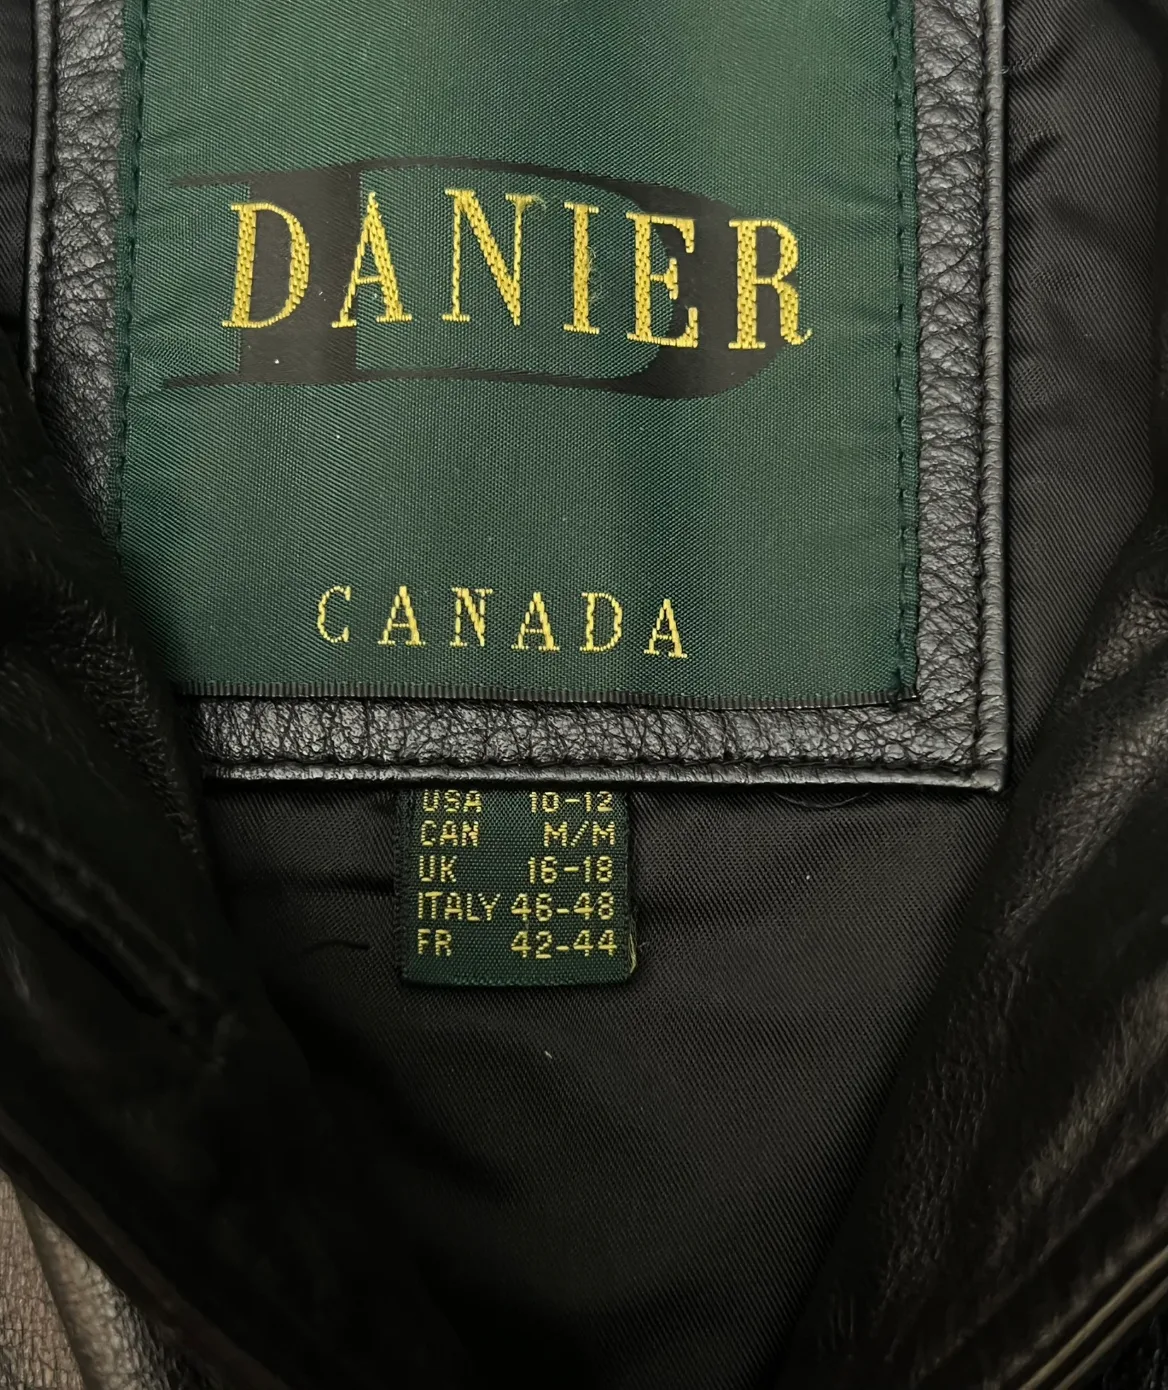 DANIER
CANADA
USA 10-12
CAN M/M
UK 16-18
ITALY 46-48
FR 42-44